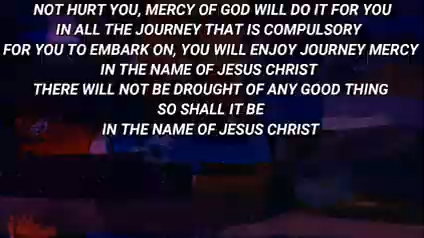 NOT HURT YOU, MERCY OF GOD WILL DO IT FOR YOU
IN ALL THE JOURNEY THAT IS COMPULSORY
FOR YOU TO EMBARK ON, YOU WILL ENJOY JOURNEY MERCY
IN THE NAME OF JESUS CHRIST
THERE WILL NOT BE DROUGHT OF ANY GOOD THING
SO SHALL IT BE
IN THE NAME OF JESUS CHRIST